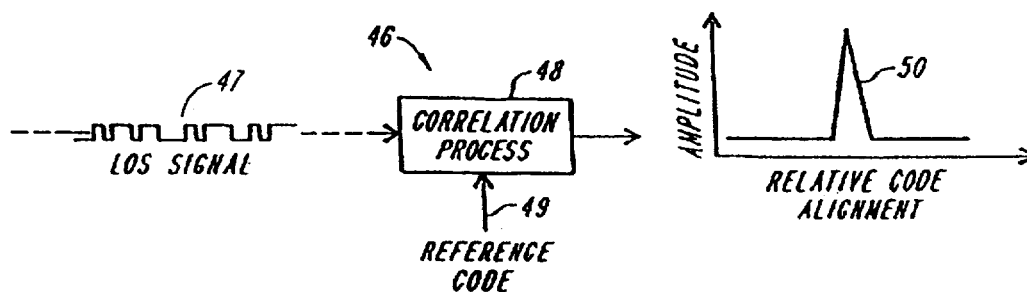 46
47
48
CORRELATION
PROCESS
LOS SIGNAL
49
REFERENCE
CODE
AMPLITUDE
50
RELATIVE CODE
ALIGNMENT